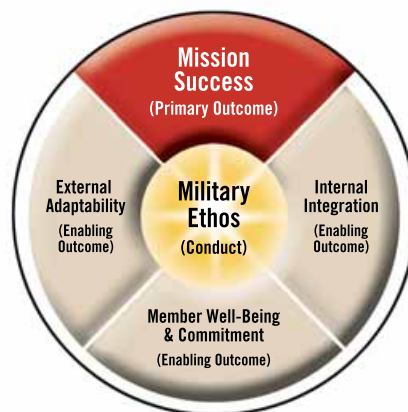 Mission
Success
(Primary Outcome)
External
Adaptability
(Enabling
Outcome)
Military
Ethos
(Conduct)
Internal
Integration
(Enabling
Outcome)
Member Well-Being
& Commitment
(Enabling Outcome)